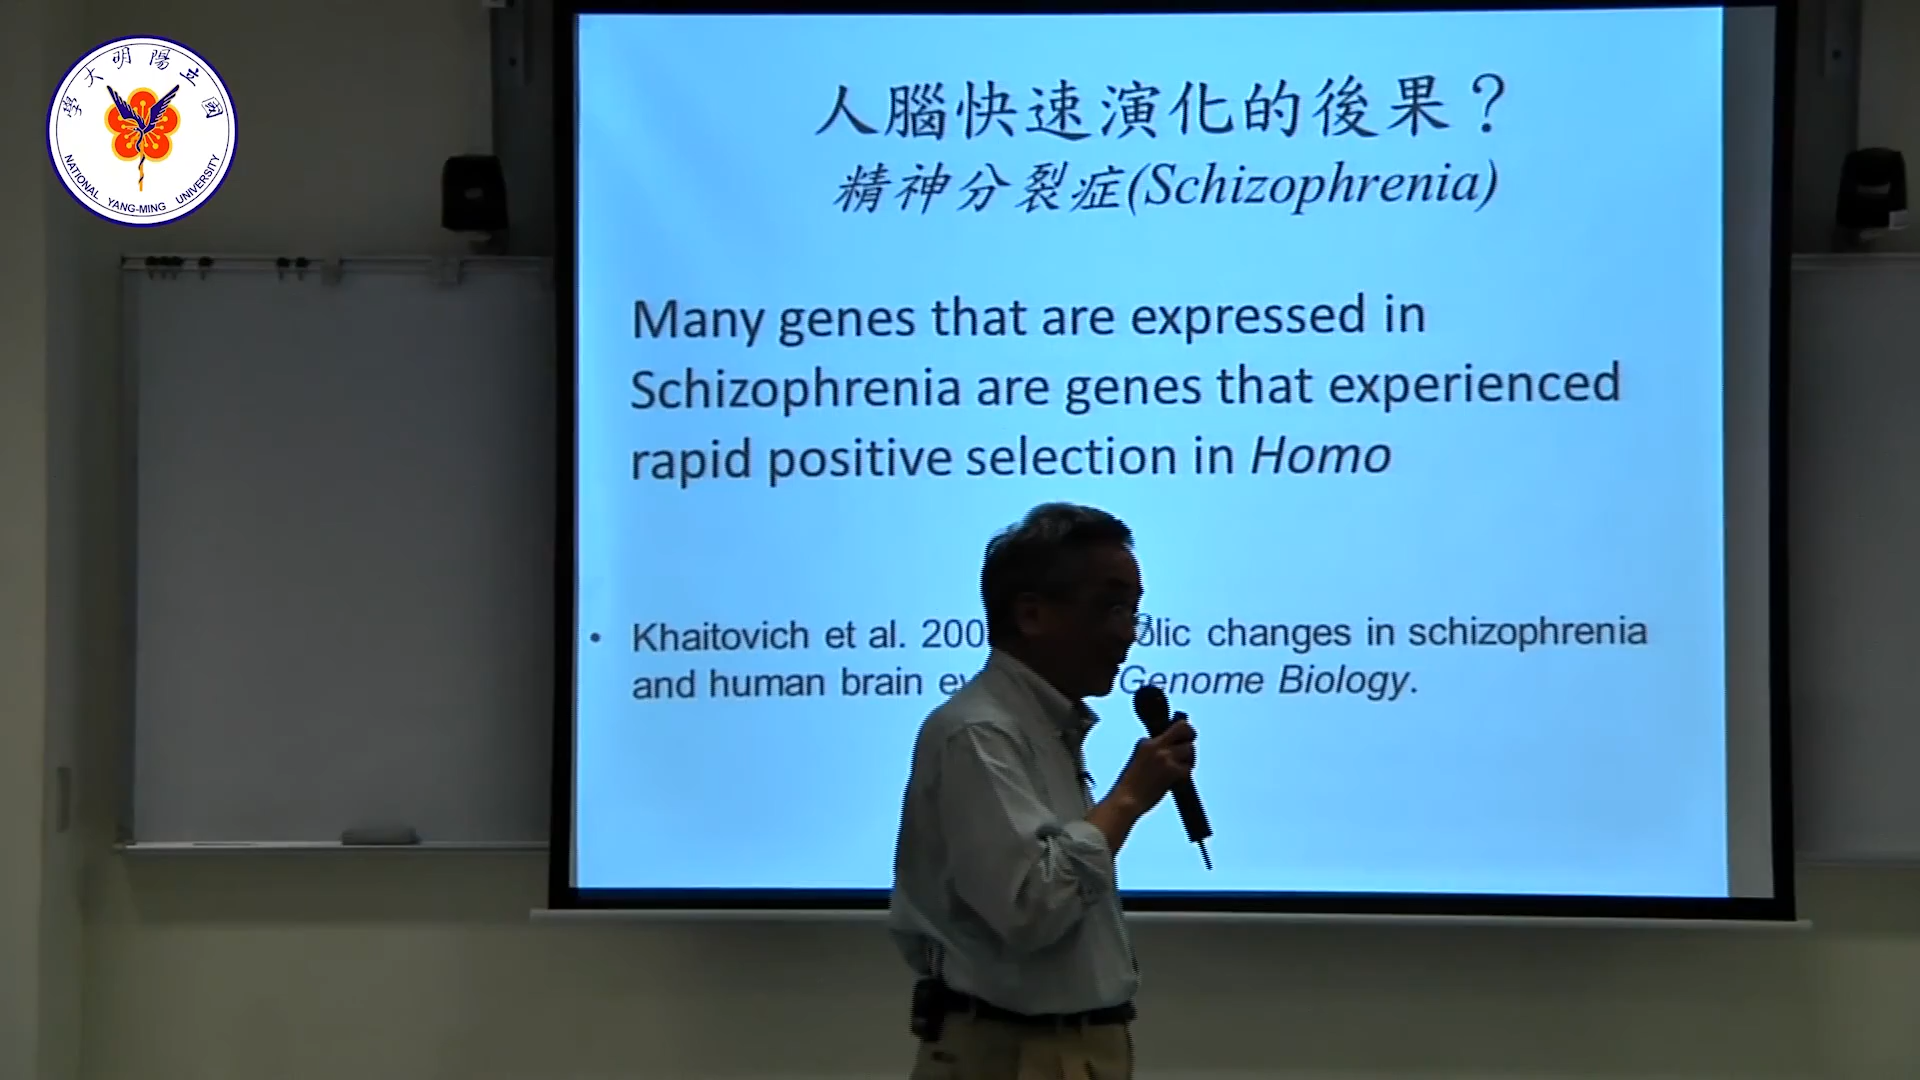 國立陽明大學
NATIONAL YANG-MING UNIVERSITY
人腦快速演化的後果？
精神分裂症(Schizophrenia)
Many genes that are expressed in
Schizophrenia are genes that experienced
rapid positive selection in Homo
• Khaitovich et al. changes in schizophrenia
and human brain Genome Biology.